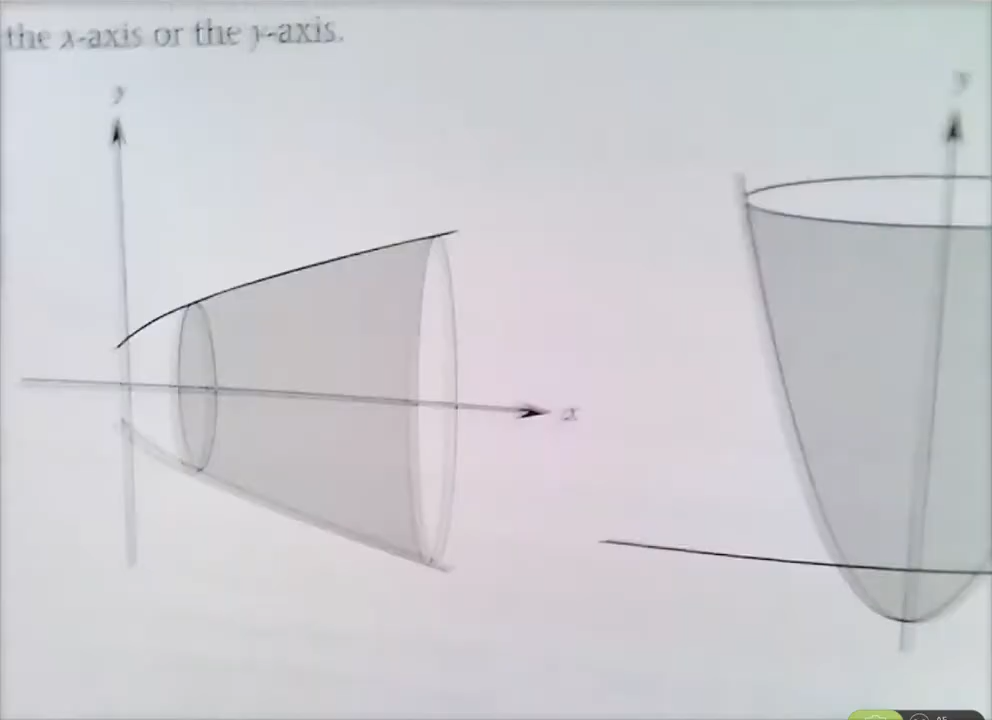 the x-axis or the y-axis.
y
y
x